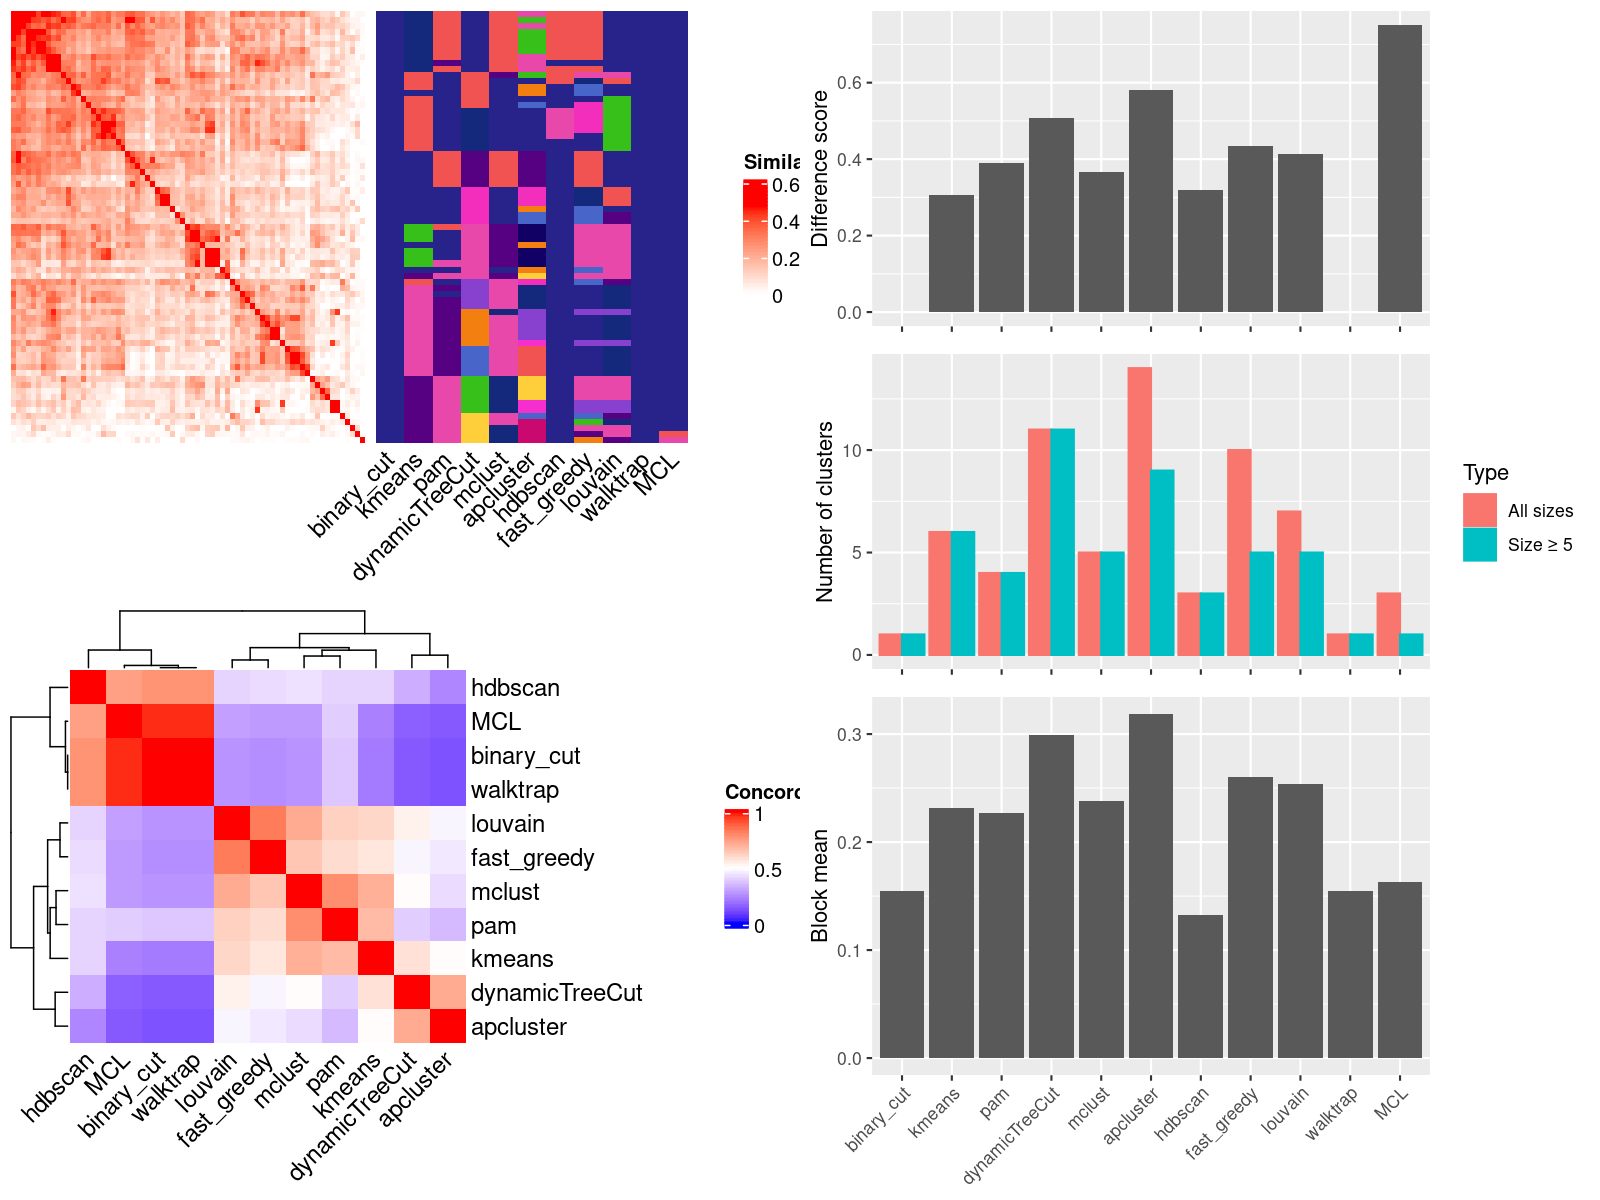 Simila
0.6
0.4
0.2
0
binary_cut
kmeans
pam
dynamicTreeCut
mclust
apcluster
hdbscan
fast_greedy
louvain
walktrap
MCL
hdbscan
MCL
binary_cut
walktrap
louvain
fast_greedy
mclust
pam
kmeans
dynamicTreeCut
apcluster
hdbscan
MCL
binary_cut
walktrap
louvain
fast_greedy
mclust
pam
kmeans
dynamicTreeCut
apcluster
Concord
1
0.5
0
Difference score
0.6
0.4
0.2
0.0
Number of clusters
10
5
0
Type
All sizes
Size ≥ 5
Block mean
0.3
0.2
0.1
0.0
binary_cut
kmeans
pam
dynamicTreeCut
mclust
apcluster
hdbscan
fast_greedy
louvain
walktrap
MCL